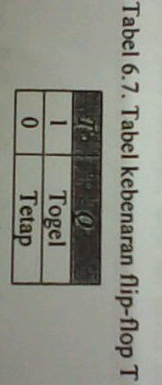 Tabel 6.7. Tabel kebenaran flip-flop T
T Q
1 Togel
0 Tetap